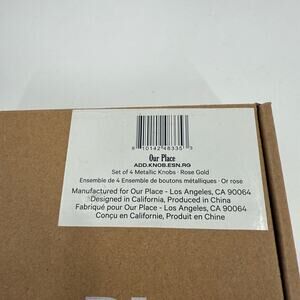 8 10142 48335 3
Our Place
ADD.KNOB.ESN.RG
Set of 4 Metallic Knobs · Rose Gold
Ensemble de 4 Ensemble de boutons métalliques · Or rose
Manufactured for Our Place - Los Angeles, CA 90064
Designed in California, Produced in China
Fabriqué pour Our Place - Los Angeles, CA 90064
Conçu en Californie, Produit en Chine